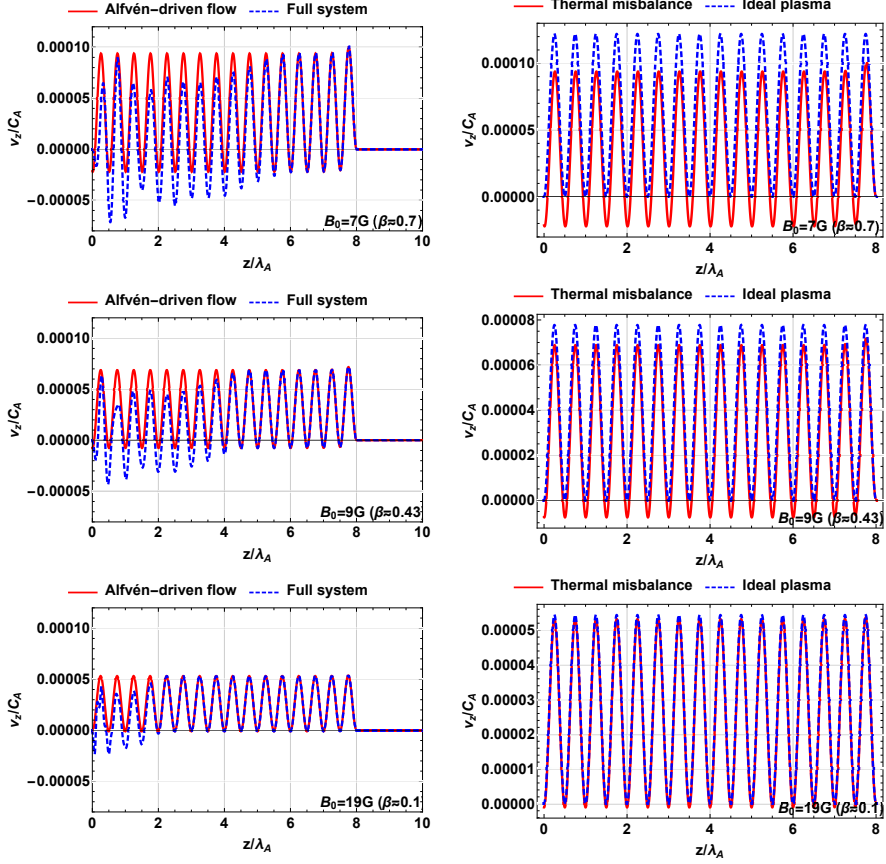 Alfvén−driven flow Full system
0.00010
0.00005
0.00000
−0.00005
v_z/C_A
B_0=7G (β≈0.7)
0 2 4 6 8 10
z/λ_A
Thermal misbalance Ideal plasma
0.00010
0.00005
0.00000
v_z/C_A
B_0=7G (β≈0.7)
0 2 4 6 8
z/λ_A
Alfvén−driven flow Full system
0.00010
0.00005
0.00000
−0.00005
v_z/C_A
B_0=9G (β≈0.43
0 2 4 6 8 10
z/λ_A
Thermal misbalance Ideal plasma
0.00008
0.00006
0.00004
0.00002
0.00000
v_z/C_A
B_0=9G (β≈0.43)
0 2 4 6 8
z/λ_A
Alfvén−driven flow Full system
0.00010
0.00005
0.00000
−0.00005
v_z/C_A
B_0=19G (β≈0.1
0 2 4 6 8 10
z/λ_A
Thermal misbalance Ideal plasma
0.00005
0.00004
0.00003
0.00002
0.00001
0.00000
v_z/C_A
B_0=19G (β≈0.1)
0 2 4 6 8
z/λ_A